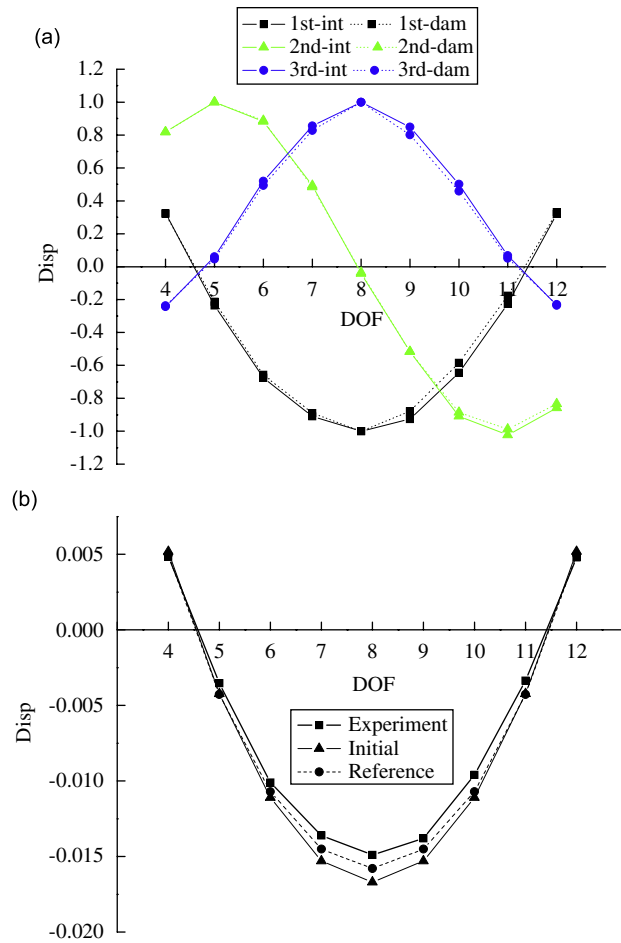 (a)
1st-int 1st-dam
2nd-int 2nd-dam
3rd-int 3rd-dam
1.2
1.0
0.8
0.6
0.4
0.2
0.0
-0.2
-0.4
-0.6
-0.8
-1.0
-1.2
Disp
4 5 6 7 8 9 10 11 12
DOF
(b)
0.005
0.000
-0.005
-0.010
-0.015
-0.020
Disp
4 5 6 7 8 9 10 11 12
DOF
Experiment
Initial
Reference